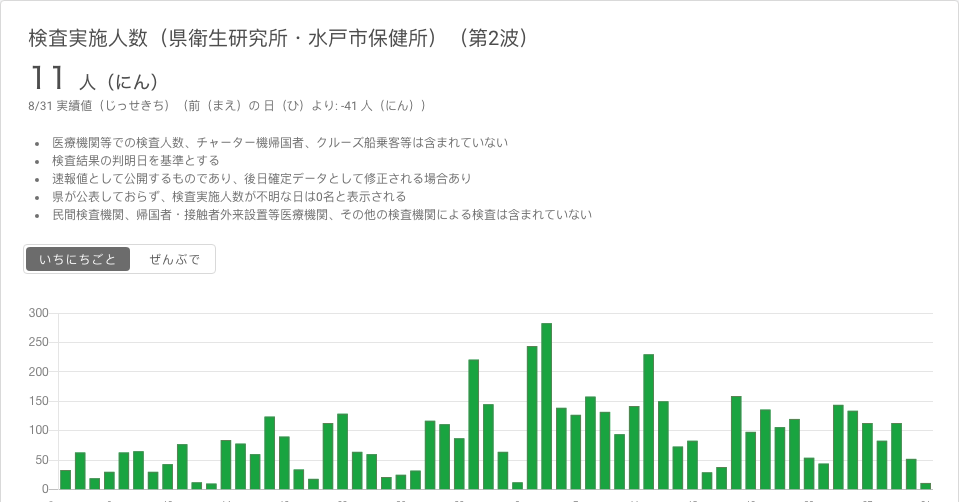 検査実施人数（県衛生研究所・水戸市保健所）（第2波）
11 人（にん）
8/31 実績値（じっせきち）（前（まえ）の 日（ひ）より: -41 人（にん））
• 医療機関等での検査人数、チャーター機帰国者、クルーズ船乗客等は含まれていない
• 検査結果の判明日を基準とする
• 速報値として公開するものであり、後日確定データとして修正される場合あり
• 県が公表しておらず、検査実施人数が不明な日は0名と表示される
• 民間検査機関、帰国者・接触者外来設置等医療機関、その他の検査機関による検査は含まれていない
いちにちごと ぜんぶで
300
250
200
150
100
50
0